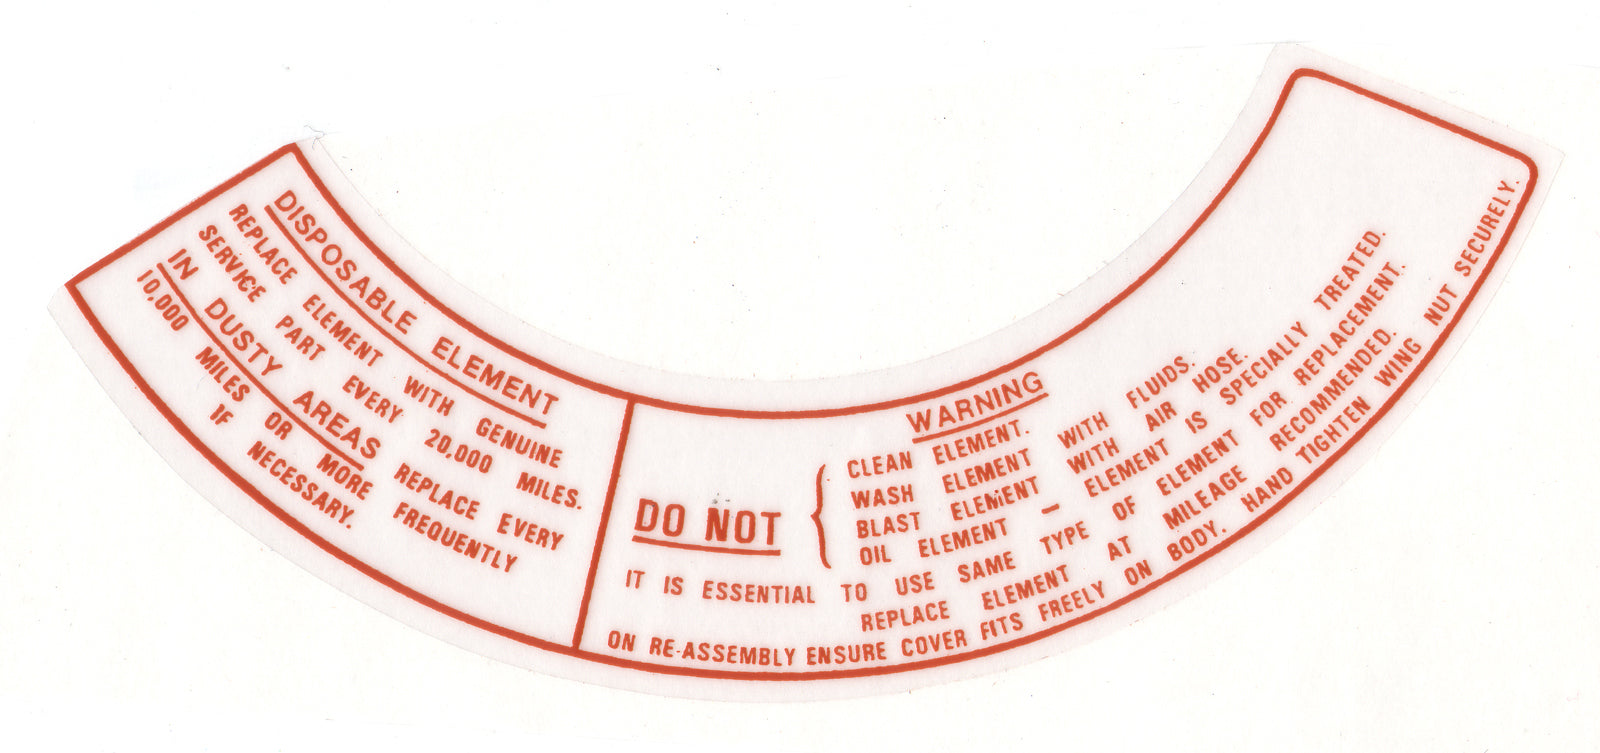 DISPOSABLE ELEMENT
REPLACE ELEMENT WITH GENUINE
SERVICE PART EVERY 20,000 MILES.
IN DUSTY AREAS REPLACE EVERY
10,000 MILES OR MORE FREQUENTLY
IF NECESSARY.
WARNING
DO NOT
CLEAN ELEMENT.
WASH ELEMENT WITH FLUIDS.
BLAST ELEMENT WITH AIR HOSE.
OIL ELEMENT – ELEMENT IS SPECIALLY TREATED.
IT IS ESSENTIAL TO USE SAME TYPE OF ELEMENT FOR REPLACEMENT.
REPLACE ELEMENT AT MILEAGE RECOMMENDED.
ON RE-ASSEMBLY ENSURE COVER FITS FREELY ON BODY. HAND TIGHTEN WING NUT SECURELY.